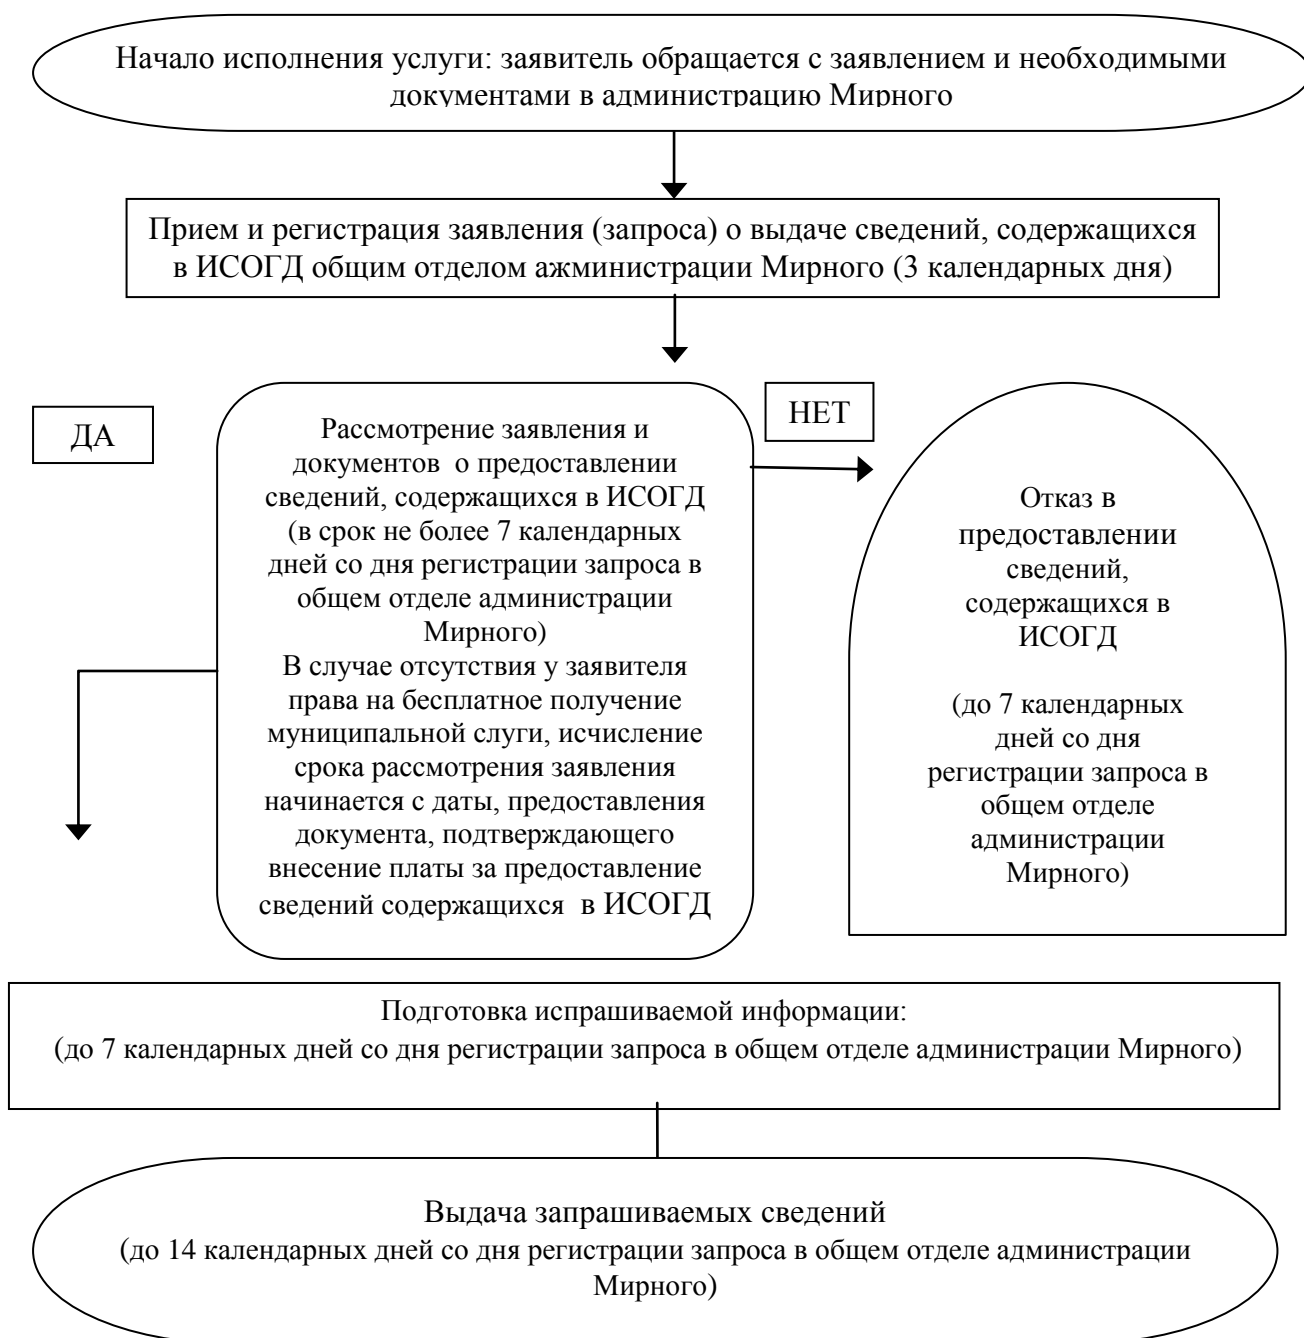 Начало исполнения услуги: заявитель обращается с заявлением и необходимыми
документами в администрацию Мирного
Прием и регистрация заявления (запроса) о выдаче сведений, содержащихся
в ИСОГД общим отделом ажминистрации Мирного (3 календарных дня)
ДА
Рассмотрение заявления и
документов о предоставлении
сведений, содержащихся в ИСОГД
(в срок не более 7 календарных
дней со дня регистрации запроса в
общем отделе администрации
Мирного)
В случае отсутствия у заявителя
права на бесплатное получение
муниципальной слуги, исчисление
срока рассмотрения заявления
начинается с даты, предоставления
документа, подтверждающего
внесение платы за предоставление
сведений содержащихся в ИСОГД
НЕТ
Отказ в
предоставлении
сведений,
содержащихся в
ИСОГД
(до 7 календарных
дней со дня
регистрации запроса в
общем отделе
администрации
Мирного)
Подготовка испрашиваемой информации:
(до 7 календарных дней со дня регистрации запроса в общем отделе администрации Мирного)
Выдача запрашиваемых сведений
(до 14 календарных дней со дня регистрации запроса в общем отделе администрации
Мирного)